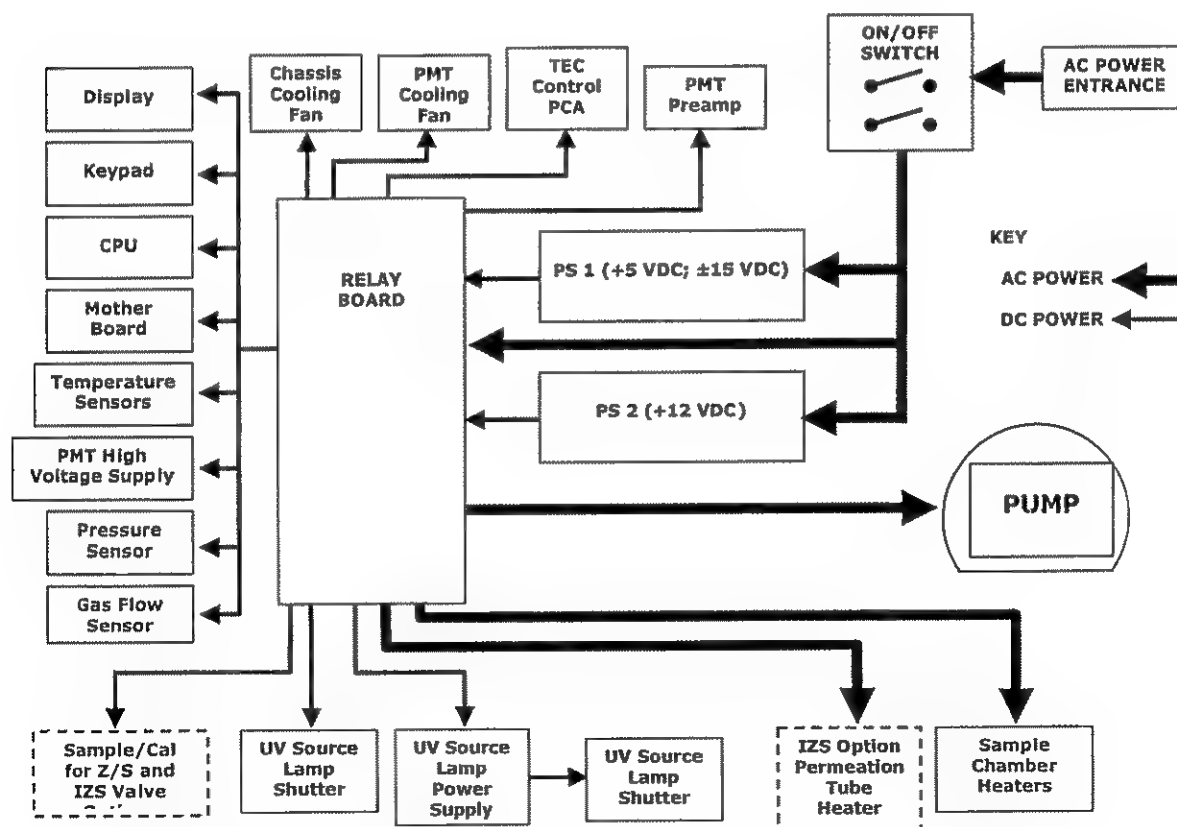 ON/OFF
SWITCH
AC POWER
ENTRANCE
Chassis
Cooling
Fan
PMT
Cooling
Fan
TEC
Control
PCA
PMT
Preamp
Display
Keypad
CPU
Mother
Board
Temperature
Sensors
PMT High
Voltage Supply
Pressure
Sensor
Gas Flow
Sensor
RELAY
BOARD
PS 1 (+5 VDC; ±15 VDC)
PS 2 (+12 VDC)
KEY
AC POWER
DC POWER
PUMP
Sample/Cal
for Z/S and
IZS Valve
UV Source
Lamp
Shutter
UV Source
Lamp
Power
Supply
UV Source
Lamp
Shutter
IZS Option
Permeation
Tube
Heater
Sample
Chamber
Heaters